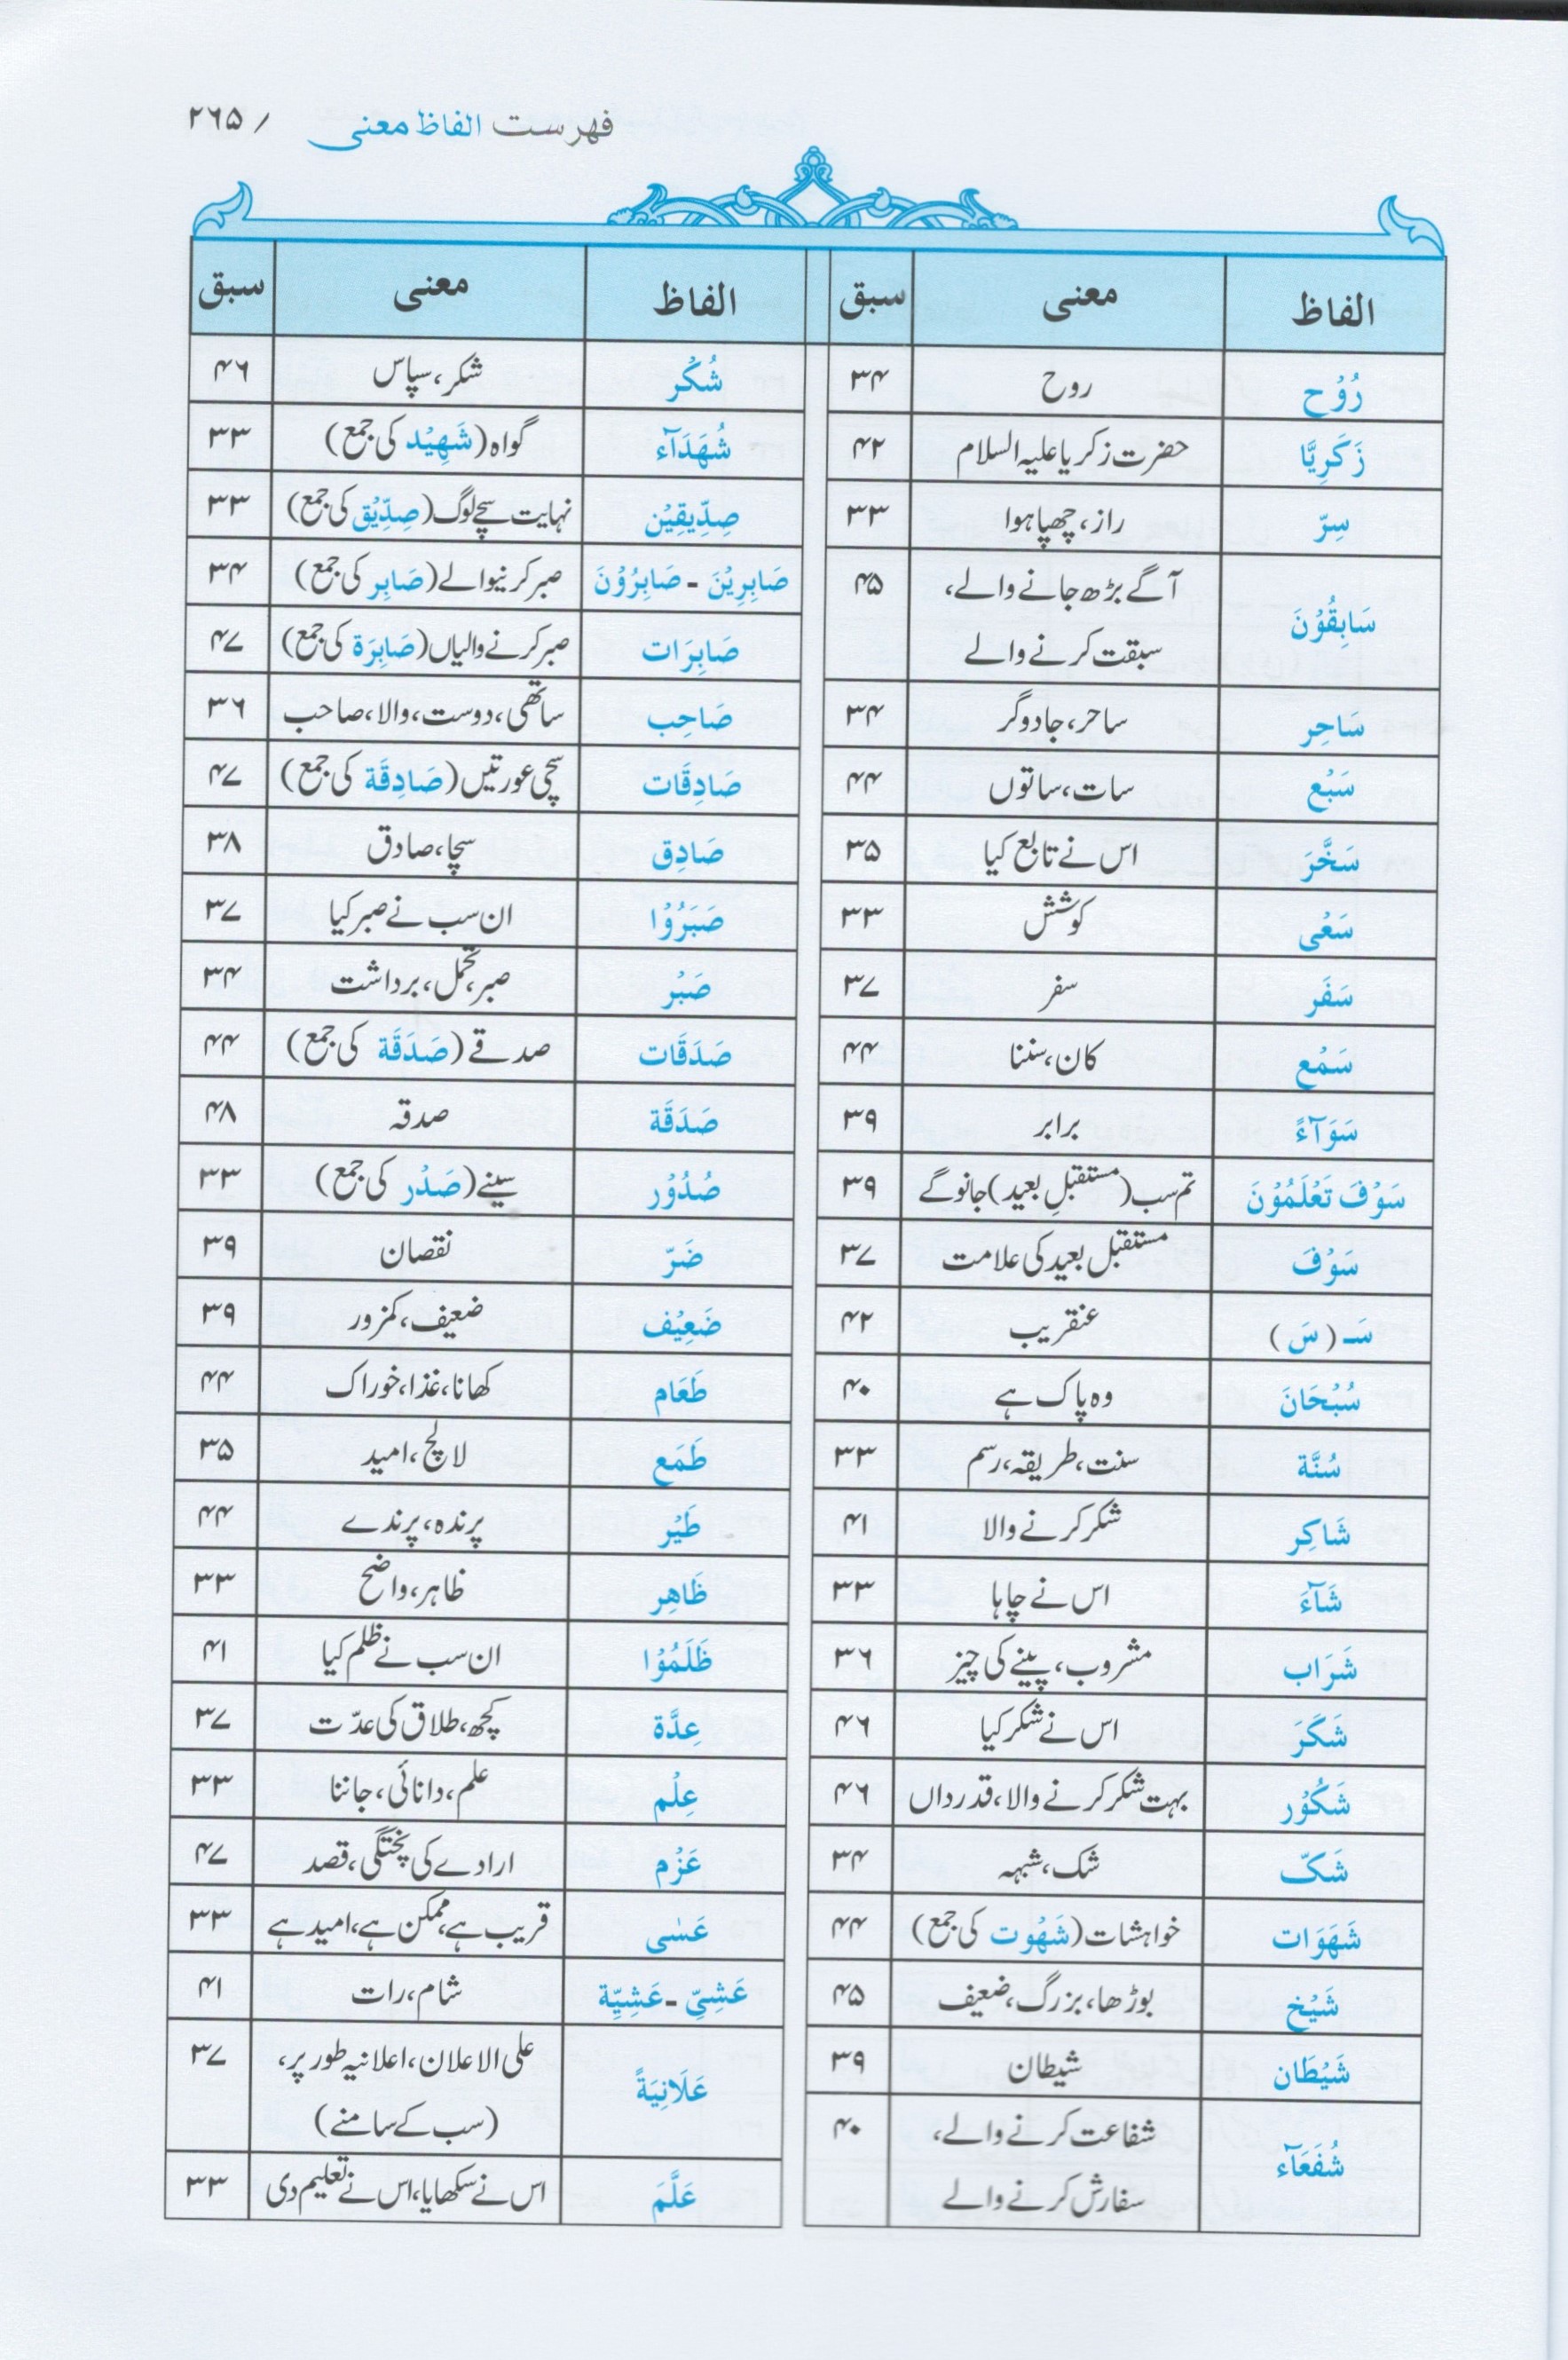 فہرست الفاظ معنی / ۲۶۵
الفاظ معنی سبق
رُوْح روح ۳۴
زَكَرِيَّا حضرت زکریا علیہ السلام ۴۲
سِرّ راز، چھپا ہوا ۳۳
سَابِقُوْنَ آگے بڑھ جانے والے، ۴۵
سبقت کرنے والے
سَاحِر ساحر، جادوگر ۳۴
سَبْع سات، ساتوں ۴۴
سَخَّرَ اس نے تابع کیا ۳۵
سَعْی کوشش ۳۳
سَفَر سفر ۳۷
سَمْع کان، سننا ۴۴
سَوَآءً برابر ۳۹
سَوْفَ تَعْلَمُوْنَ تم سب (مستقبلِ بعید) جانو گے ۳۹
سَوْفَ مستقبل بعید کی علامت ۳۷
سَـ (سَ) عنقریب ۴۲
سُبْحَانَ وہ پاک ہے ۴۰
سُنَّة سنت، طریقہ، رسم ۳۳
شَاكِر شکر کرنے والا ۴۱
شَآءَ اس نے چاہا ۳۳
شَرَاب مشروب، پینے کی چیز ۳۶
شَكَرَ اس نے شکر کیا ۴۶
شَكُوْر بہت شکر کرنے والا، قدر داں ۴۶
شَكّ شک، شبہہ ۳۴
شَهَوَات خواہشات (شَهْوت کی جمع) ۴۴
شَيْخ بوڑھا، بزرگ، ضعیف ۴۵
شَيْطَان شیطان ۳۹
شُفَعَآء شفاعت کرنے والے، ۴۰
سفارش کرنے والے
الفاظ معنی سبق
شُكْر شکر، سپاس ۴۶
شُهَدَآء گواہ (شَهِيْد کی جمع) ۳۳
صِدِّيقِيْن نہایت سچے لوگ (صِدِّيْق کی جمع) ۳۳
صَابِرِيْنَ - صَابِرُوْنَ صبر کرنیوالے (صَابِر کی جمع) ۳۴
صَابِرَات صبر کرنے والیاں (صَابِرَة کی جمع) ۴۷
صَاحِب ساتھی، دوست، والا، صاحب ۳۶
صَادِقَات سچی عورتیں (صَادِقَة کی جمع) ۴۷
صَادِق سچا، صادق ۳۸
صَبَرُوْا ان سب نے صبر کیا ۳۷
صَبْر صبر، تحمل، برداشت ۳۴
صَدَقَات صدقے (صَدَقَة کی جمع) ۴۴
صَدَقَة صدقہ ۴۸
صُدُوْر سینے (صَدْر کی جمع) ۳۳
ضَرّ نقصان ۳۹
ضَعِيْف ضعیف، کمزور ۳۹
طَعَام کھانا، غذا، خوراک ۴۴
طَمَع لالچ، امید ۳۵
طَيْر پرندہ، پرندے ۴۴
ظَاهِر ظاہر، واضح ۳۳
ظَلَمُوْا ان سب نے ظلم کیا ۴۱
عِدَّة کچھ، طلاق کی عدّت ۳۷
عِلْم علم، دانائی، جاننا ۳۳
عَزْم ارادے کی پختگی، قصد ۴۷
عَسٰی قریب ہے، ممکن ہے، امید ہے ۳۳
عَشِيّ - عَشِيَّة شام، رات ۴۱
عَلَانِيَةً علی الاعلان، اعلانیہ طور پر، ۳۷
(سب کے سامنے)
عَلَّمَ اس نے سکھایا، اس نے تعلیم دی ۳۳